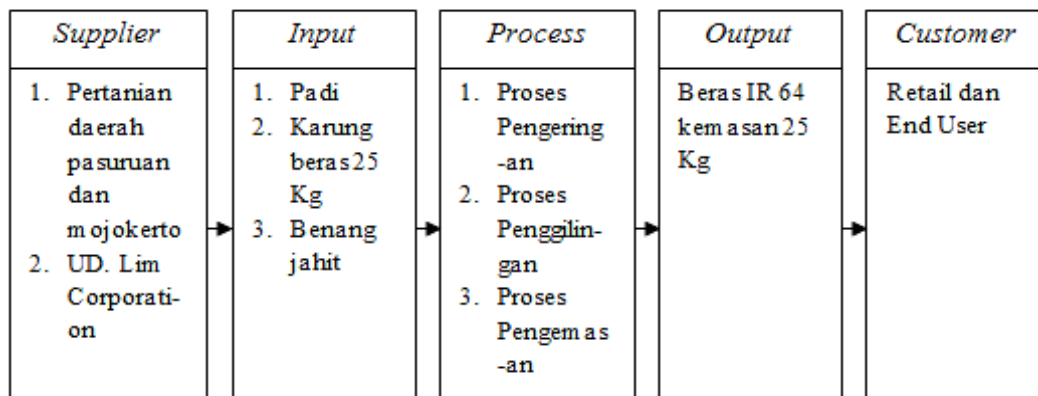 Supplier
1. Pertanian
daerah
pasuruan
dan
mojokerto
2. UD. Lim
Corporati-
on
Input
1. Padi
2. Karung
beras 25
Kg
3. Benang
jahit
Process
1. Proses
Pengering
-an
2. Proses
Penggilin-
gan
3. Proses
Pengemas
-an
Output
Beras IR 64
kemasan 25
Kg
Customer
Retail dan
End User